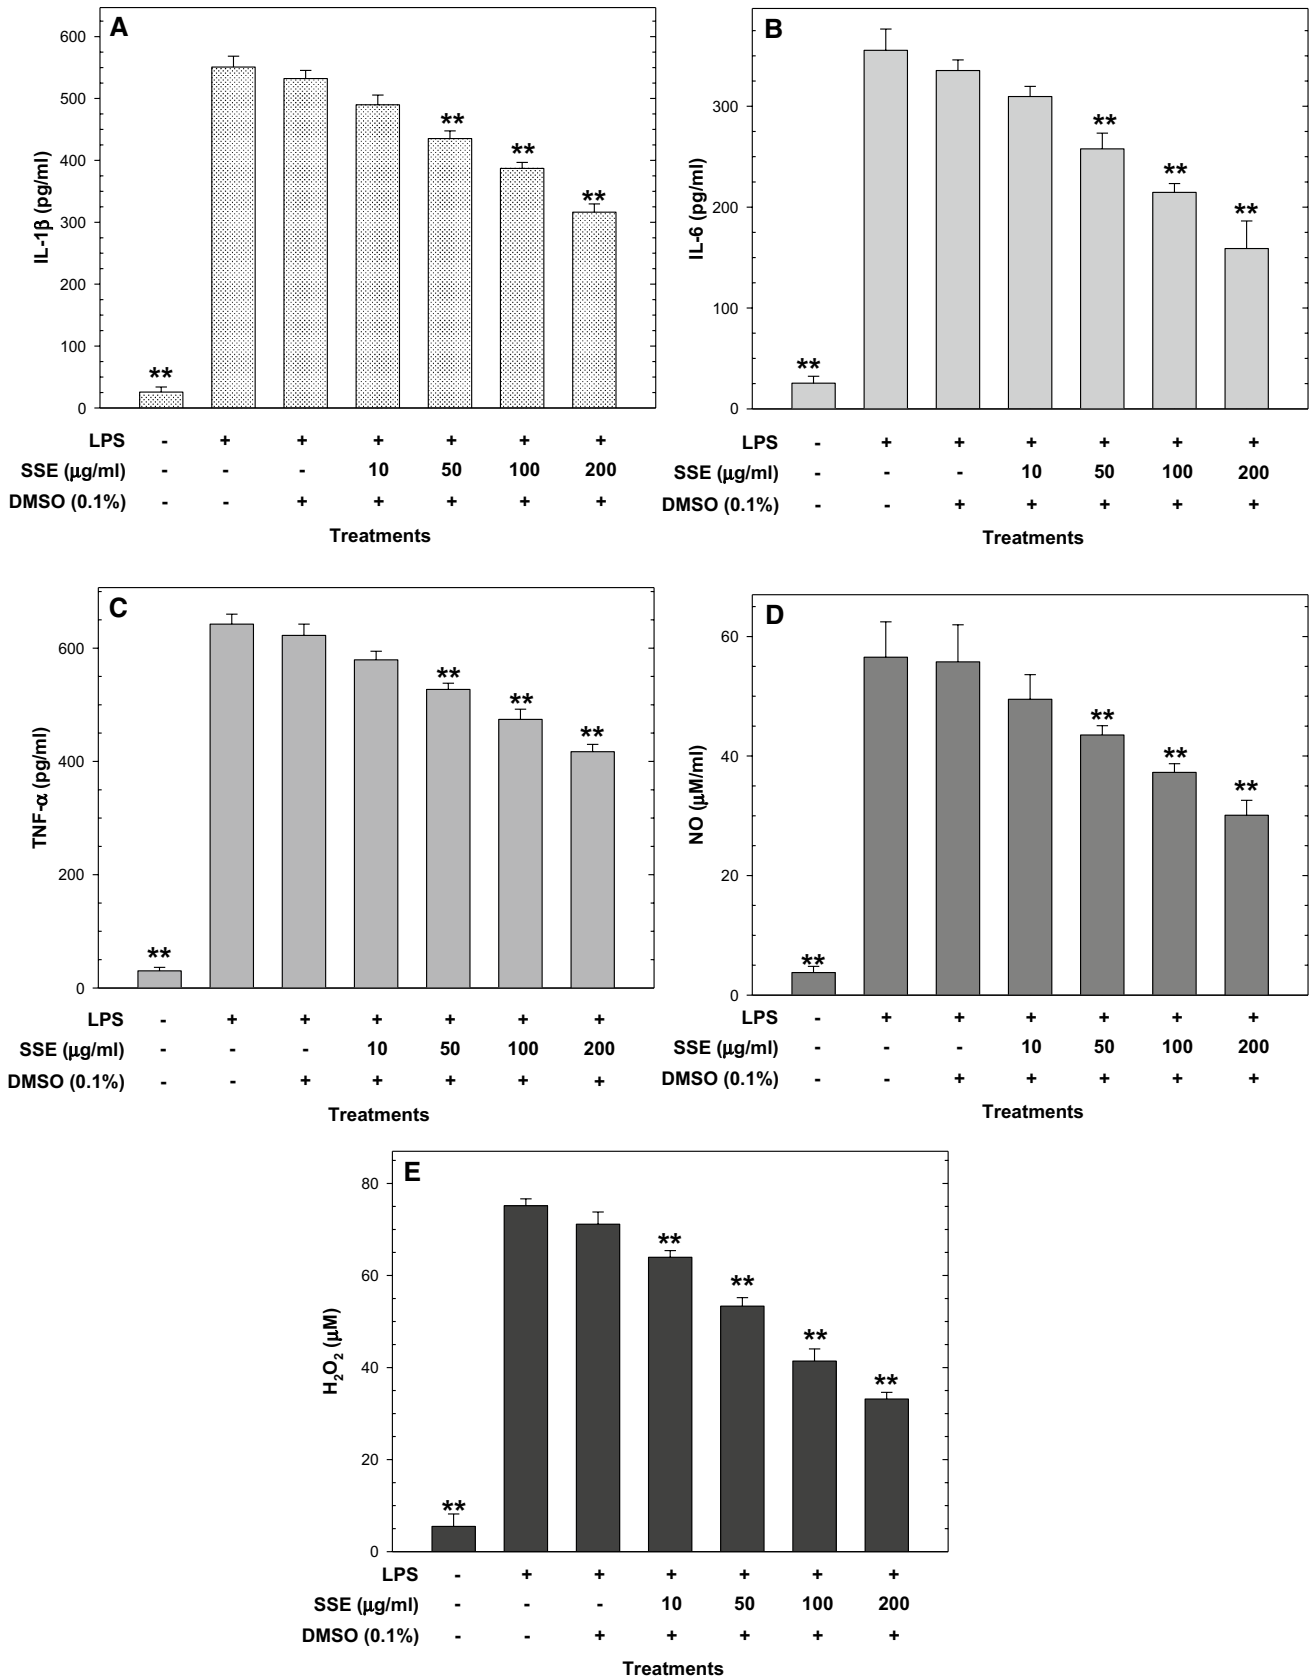 A
IL-1β (pg/ml)
600
500
400
300
200
100
0
**
**
**
**
LPS - + + + + + +
SSE (μg/ml) - - - 10 50 100 200
DMSO (0.1%) - - + + + + +
Treatments
B
IL-6 (pg/ml)
300
200
100
0
**
**
**
**
LPS - + + + + + +
SSE (μg/ml) - - - 10 50 100 200
DMSO (0.1%) - - + + + + +
Treatments
C
TNF-α (pg/ml)
600
400
200
0
**
**
**
**
LPS - + + + + + +
SSE (μg/ml) - - - 10 50 100 200
DMSO (0.1%) - - + + + + +
Treatments
D
NO (μM/ml)
60
40
20
0
**
**
**
**
LPS - + + + + + +
SSE (μg/ml) - - - 10 50 100 200
DMSO (0.1%) - - + + + + +
Treatments
E
H₂O₂ (μM)
80
60
40
20
0
**
**
**
**
**
LPS - + + + + + +
SSE (μg/ml) - - - 10 50 100 200
DMSO (0.1%) - - + + + + +
Treatments